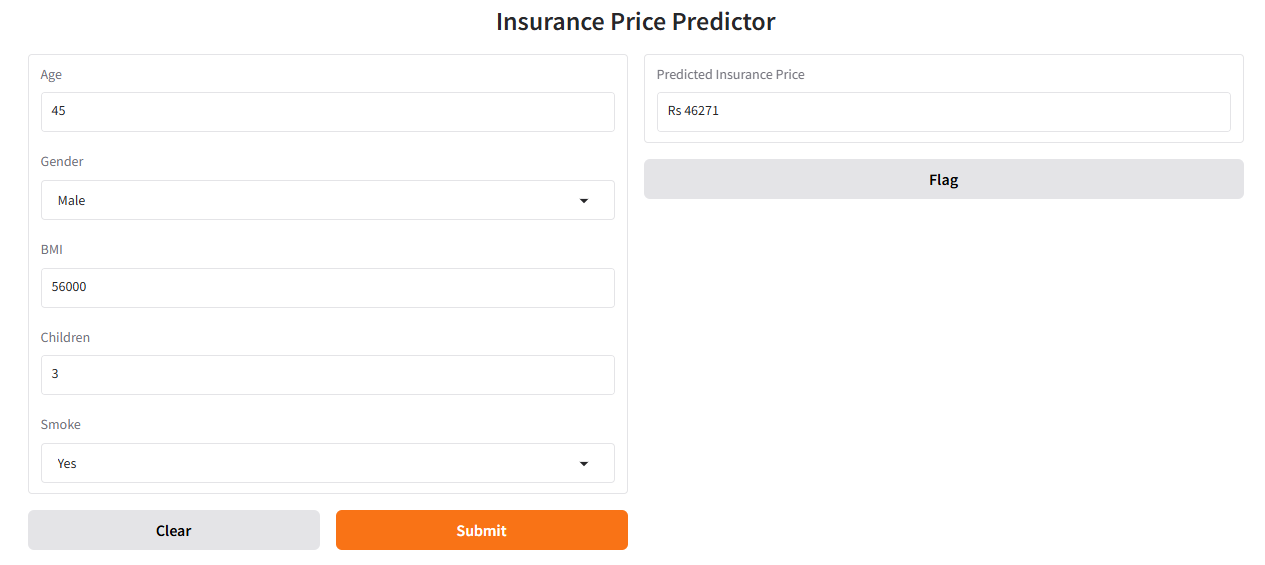 Insurance Price Predictor
Age
45
Gender
Male
BMI
56000
Children
3
Smoke
Yes
Clear
Submit
Predicted Insurance Price
Rs 46271
Flag